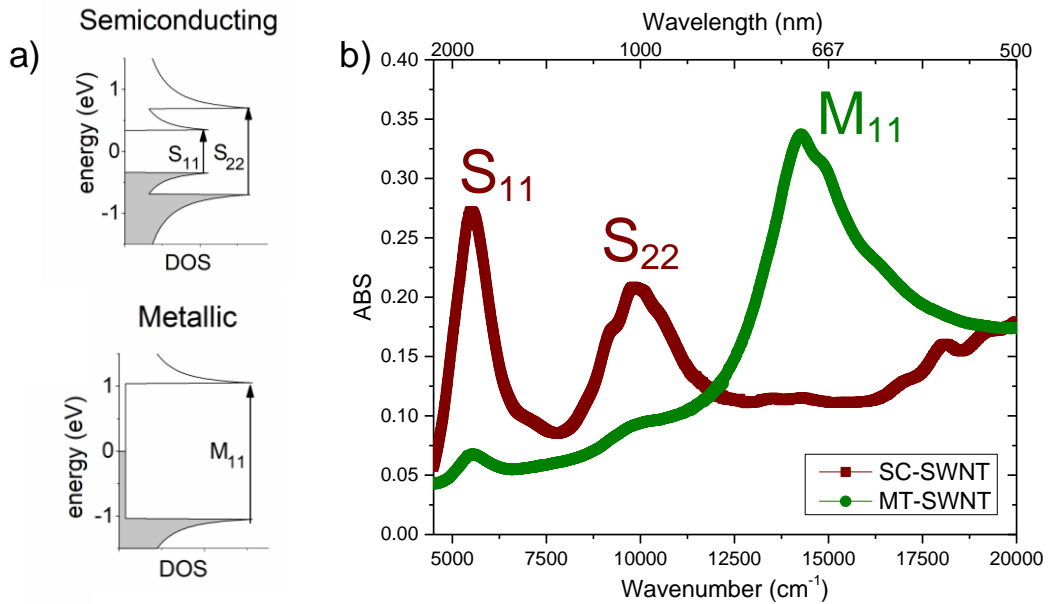 Semiconducting
a)
energy (eV)
1
0
-1
S₁₁
S₂₂
DOS
Metallic
energy (eV)
1
0
-1
M₁₁
DOS
b)
Wavelength (nm)
2000 1000 667 500
ABS
0.40
0.35
0.30
0.25
0.20
0.15
0.10
0.05
0.00
S₁₁
S₂₂
M₁₁
SC-SWNT
MT-SWNT
5000 7500 10000 12500 15000 17500 20000
Wavenumber (cm⁻¹)